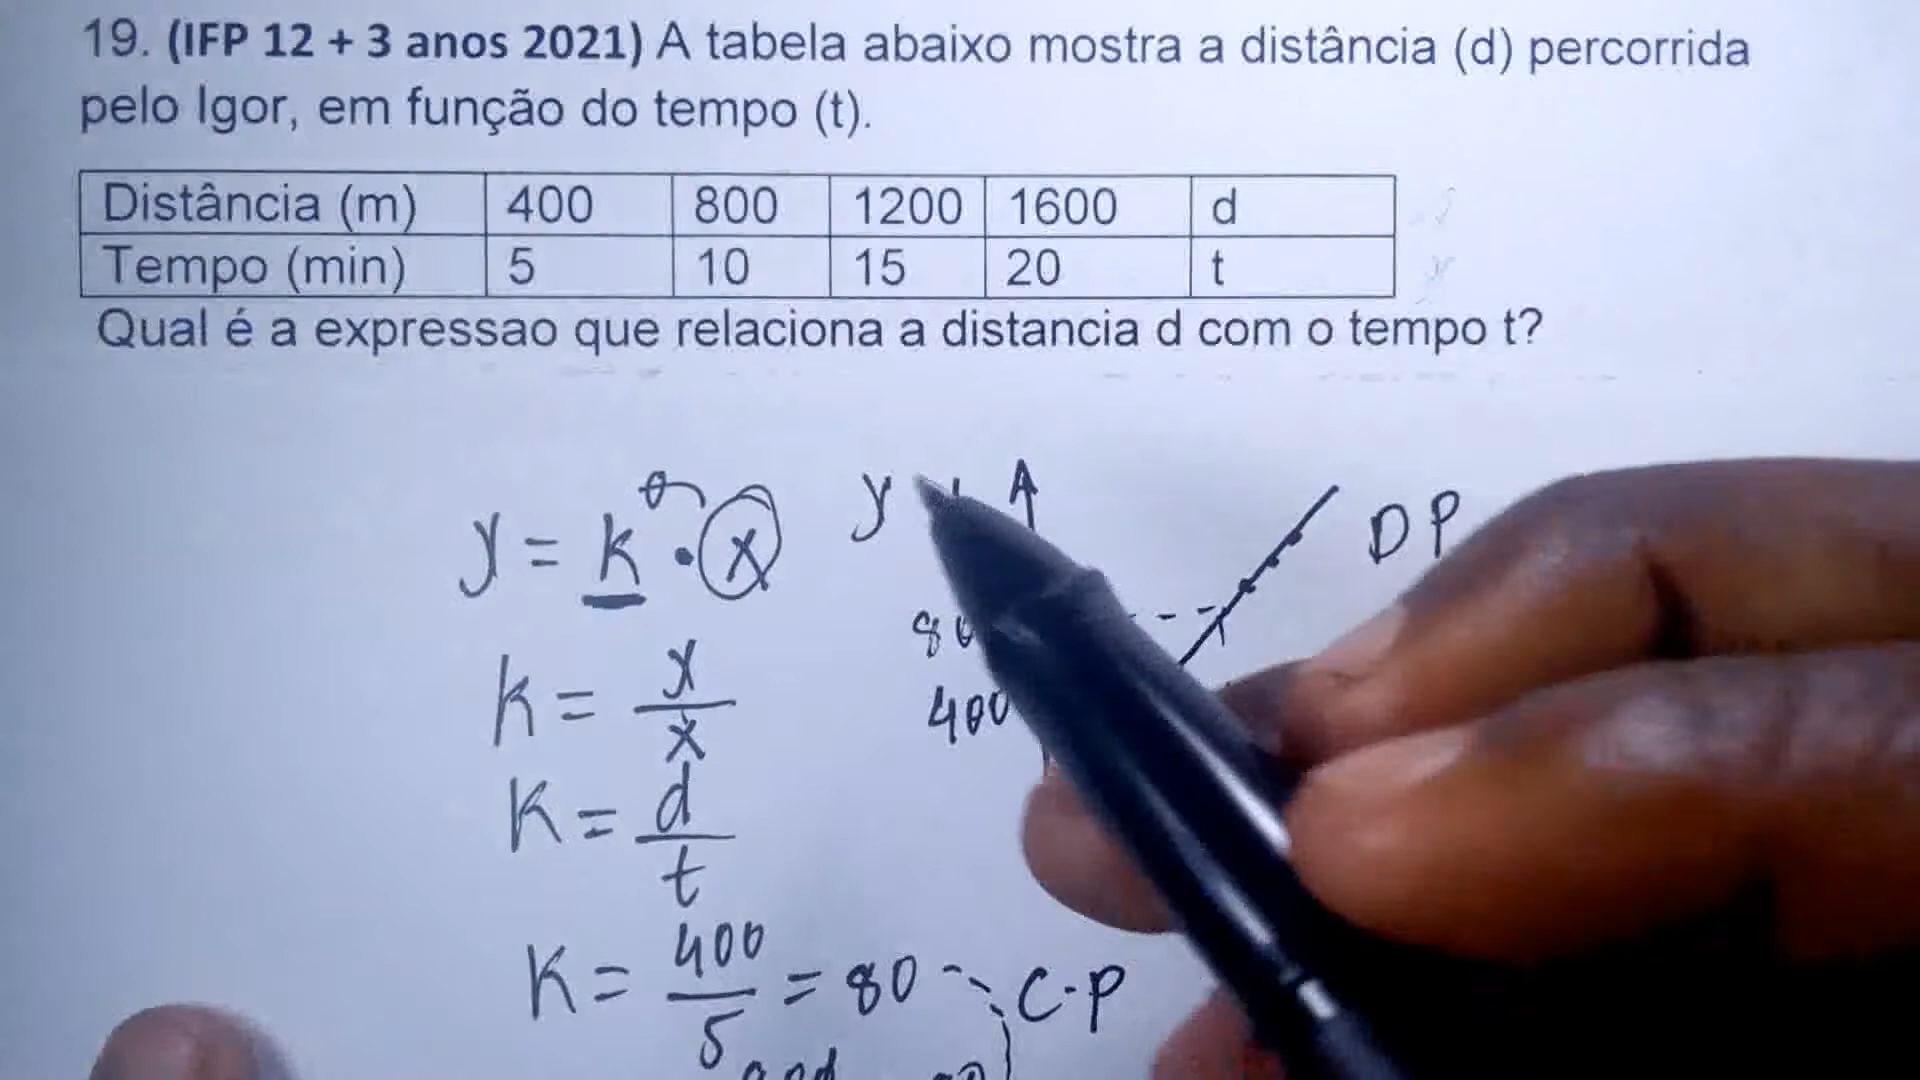 19. (IFP 12 + 3 anos 2021) A tabela abaixo mostra a distância (d) percorrida
pelo Igor, em função do tempo (t).
Distância (m) 400 800 1200 1600 d
Tempo (min) 5 10 15 20 t
Qual é a expressao que relaciona a distancia d com o tempo t?
y = k · x
y
DP
k = y/x
400
K = d/t
K = 400/5 = 80 C.P